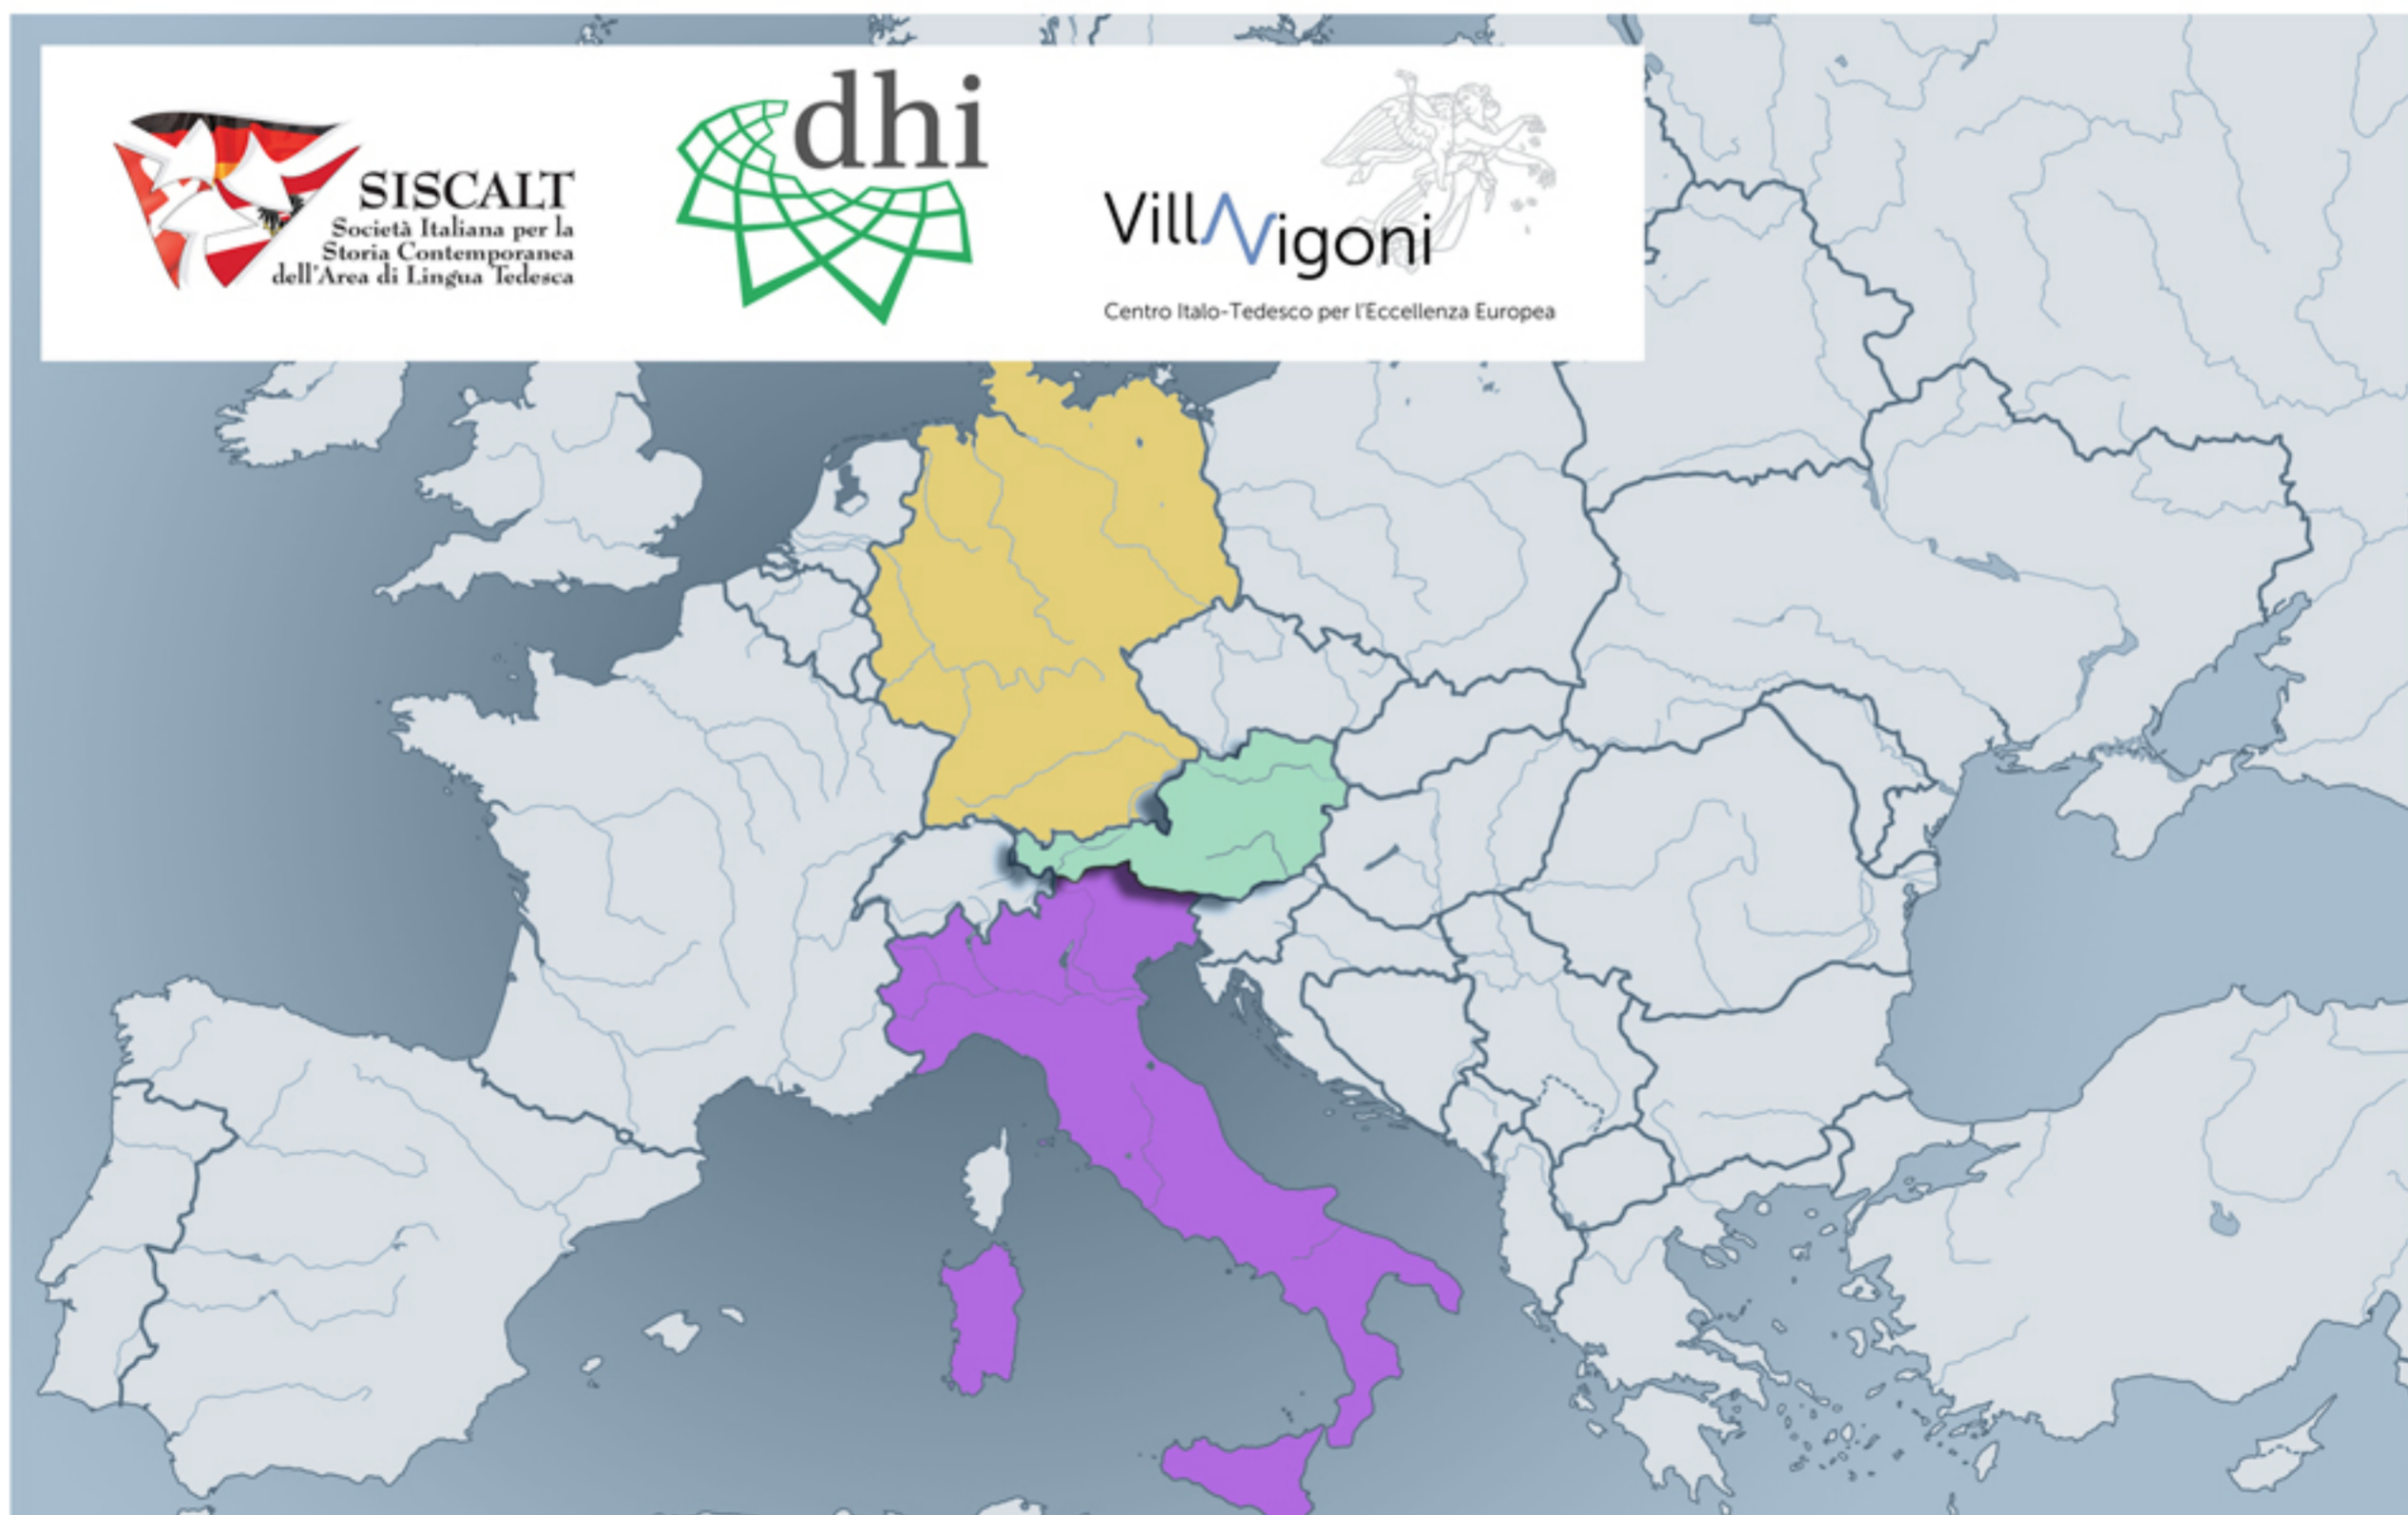 SISCALT
Società Italiana per la
Storia Contemporanea
dell'Area di Lingua Tedesca
dhi
VillaVigoni
Centro Italo-Tedesco per l'Eccellenza Europea